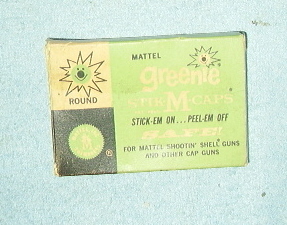 MATTEL
greenie
STIK-M-CAPS
ROUND
STICK-EM ON...PEEL-EM OFF
SAFE!
FOR MATTEL SHOOTIN' SHELL GUNS
AND OTHER CAP GUNS
®